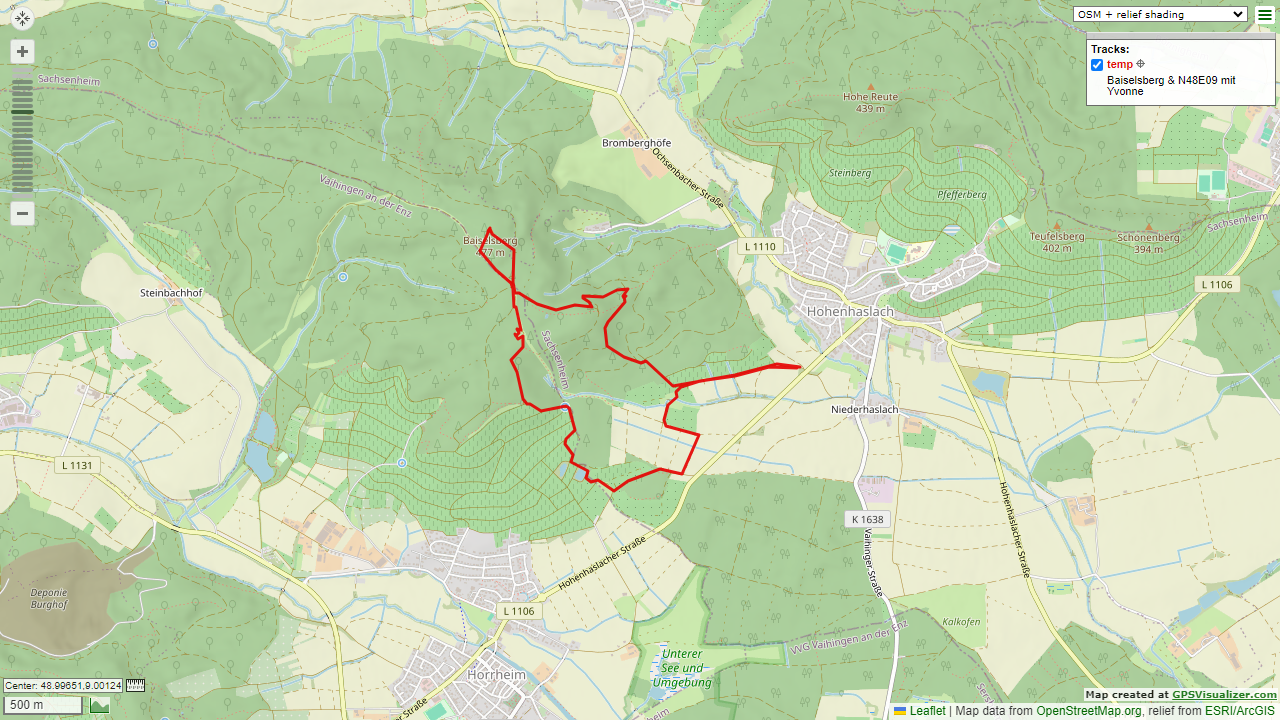 OSM + relief shading
Tracks:
temp
Baiselsberg & N48E09 mit
Yvonne
Sachsenheim
Hohe Reute
439 m
Bromberghöfe
Ochsenbacher Straße
Steinberg
Pfefferberg
Vaihingen an der Enz
Sachsenheim
Baiselsberg
477 m
L 1110
Teufelsberg
402 m
Schönenberg
394 m
L 1106
Steinbachhof
Hohenhaslach
Sachsenheim
Niederhaslach
L 1131
Hohenhaslacher Straße
K 1638
Vaihinger Straße
Hohenhaslacher Straße
Deponie
Burghof
L 1106
Kalkofen
VVG Vaihingen an der Enz
Unterer
See und
Umgebung
Horrheim
Center: 48.99651,9.00124
500 m
Map created at GPSVisualizer.com
Leaflet | Map data from OpenStreetMap.org, relief from ESRI/ArcGIS